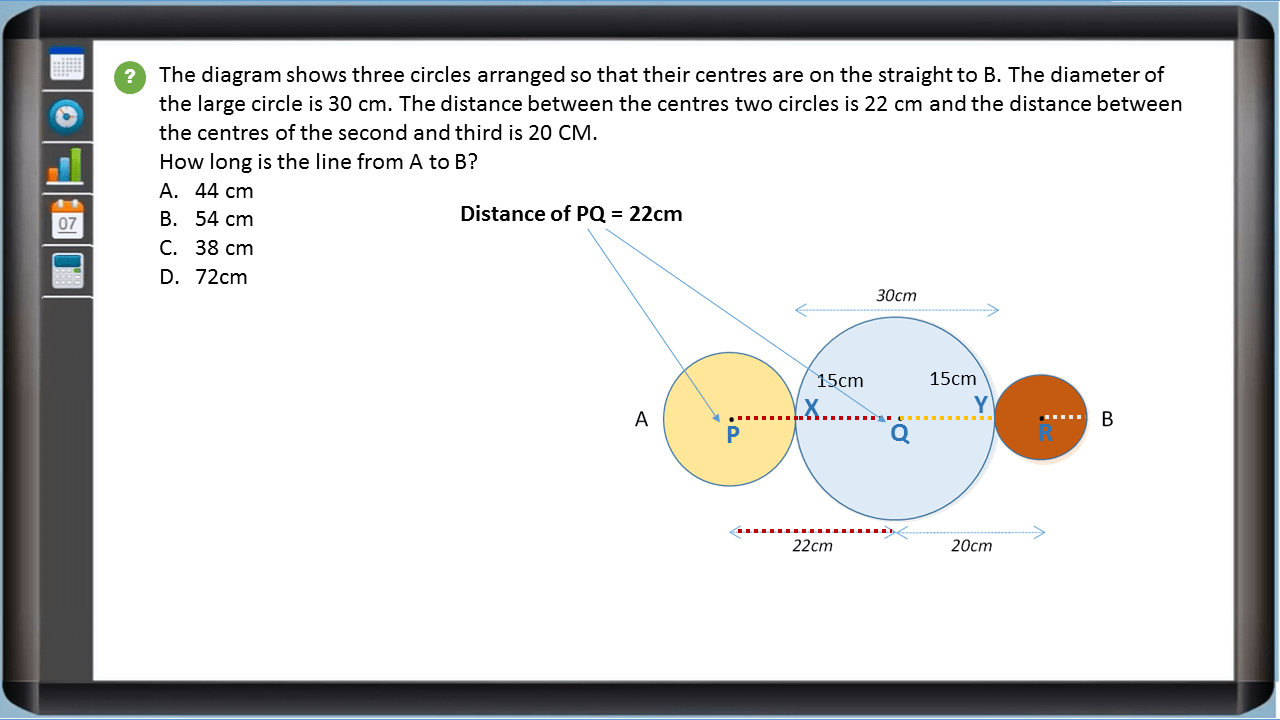 ?
The diagram shows three circles arranged so that their centres are on the straight to B. The diameter of
the large circle is 30 cm. The distance between the centres two circles is 22 cm and the distance between
the centres of the second and third is 20 CM.
How long is the line from A to B?
A. 44 cm
B. 54 cm
C. 38 cm
D. 72cm
Distance of PQ = 22cm
07
30cm
15cm
15cm
X
Y
A
B
P
Q
R
22cm
20cm